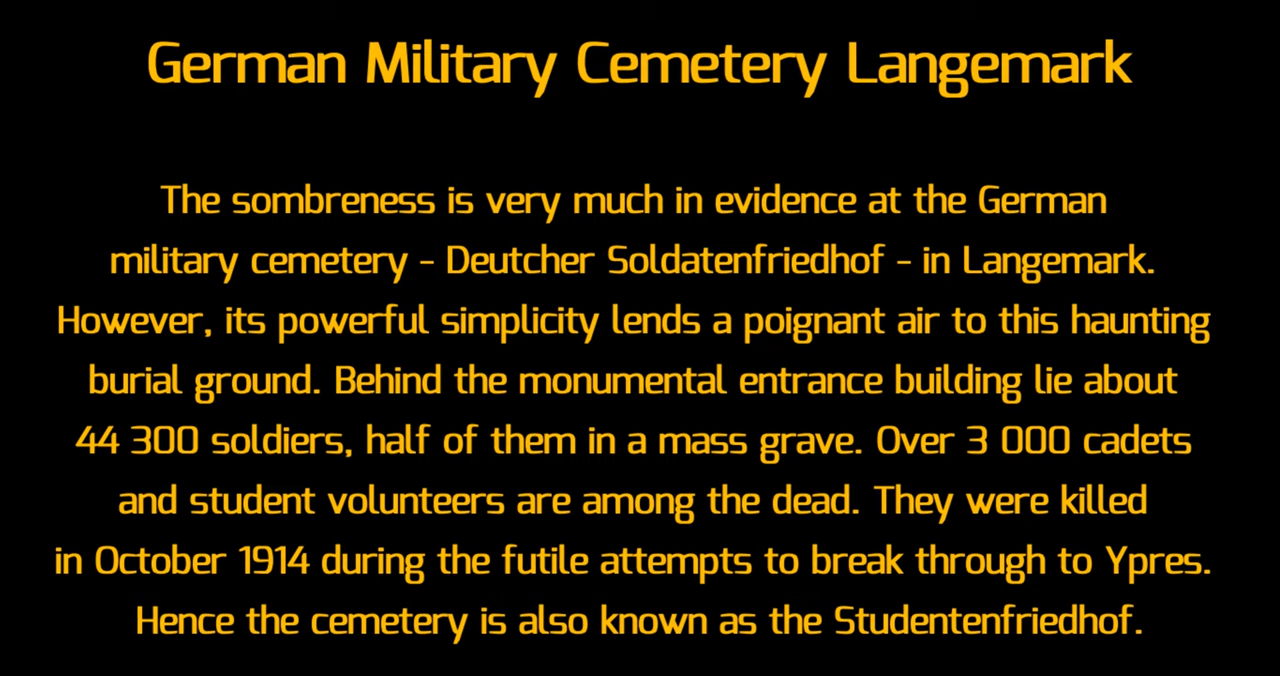 German Military Cemetery Langemark
The sombreness is very much in evidence at the German
military cemetery - Deutcher Soldatenfriedhof - in Langemark.
However, its powerful simplicity lends a poignant air to this haunting
burial ground. Behind the monumental entrance building lie about
44 300 soldiers, half of them in a mass grave. Over 3 000 cadets
and student volunteers are among the dead. They were killed
in October 1914 during the futile attempts to break through to Ypres.
Hence the cemetery is also known as the Studentenfriedhof.